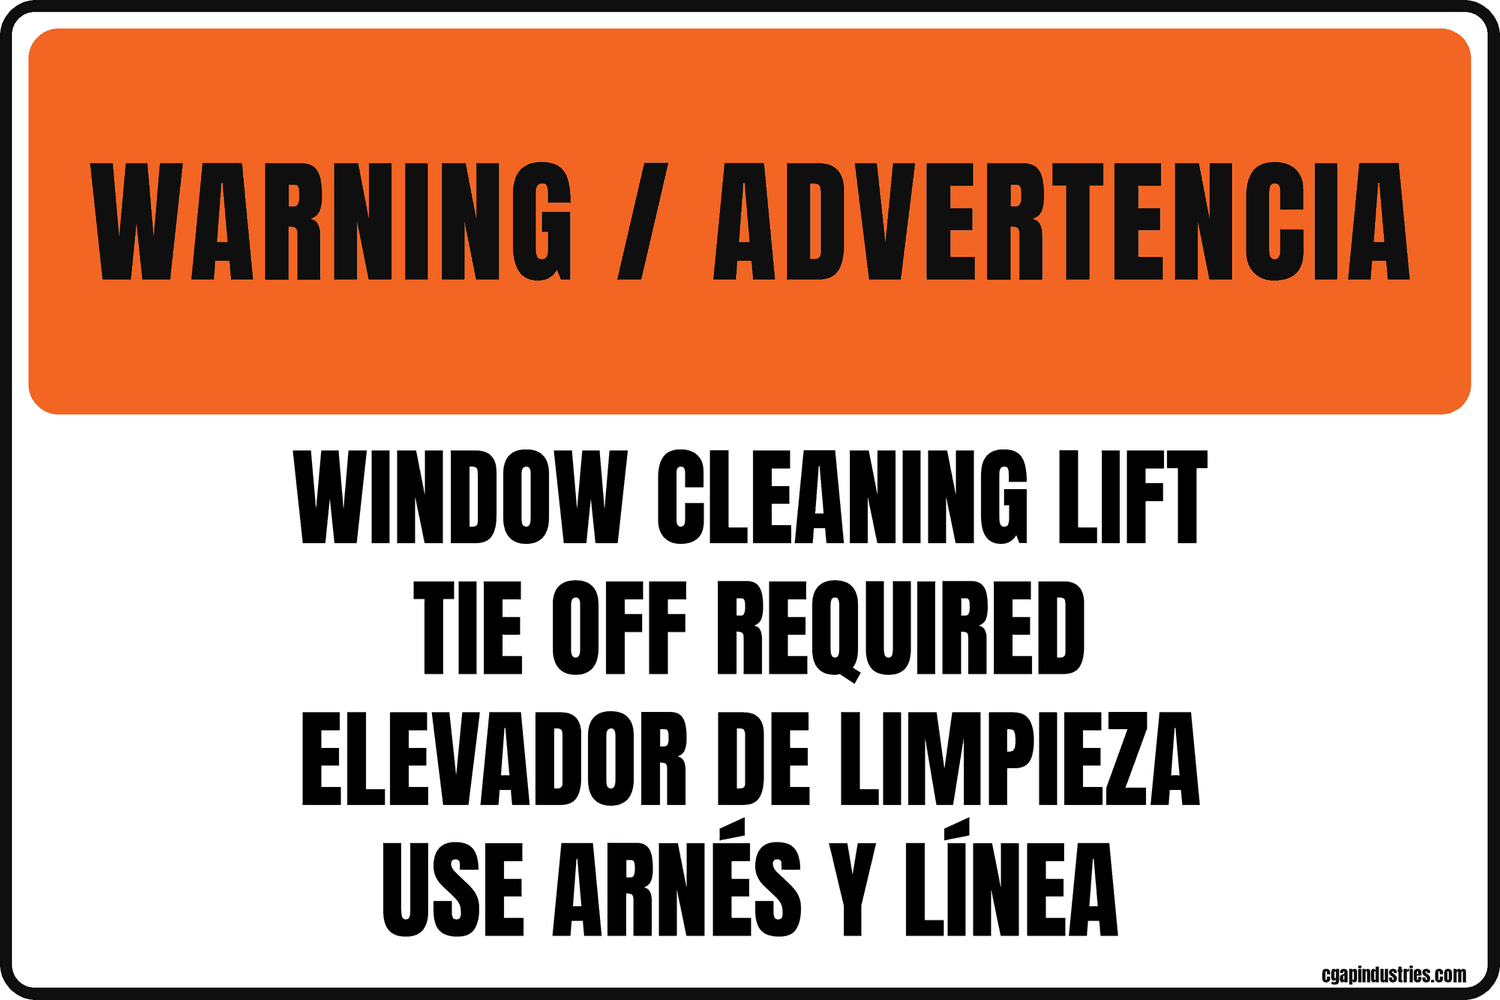 WARNING / ADVERTENCIA
WINDOW CLEANING LIFT
TIE OFF REQUIRED
ELEVADOR DE LIMPIEZA
USE ARNÉS Y LÍNEA
cgapindustries.com